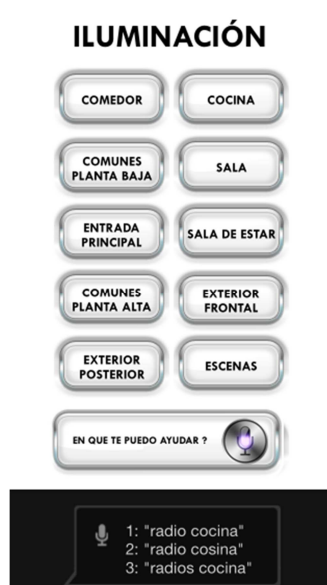 ILUMINACIÓN
COMEDOR
COCINA
COMUNES
PLANTA BAJA
SALA
ENTRADA
PRINCIPAL
SALA DE ESTAR
COMUNES
PLANTA ALTA
EXTERIOR
FRONTAL
EXTERIOR
POSTERIOR
ESCENAS
EN QUE TE PUEDO AYUDAR ?
1: "radio cocina"
2: "radio cosina"
3: "radios cocina"